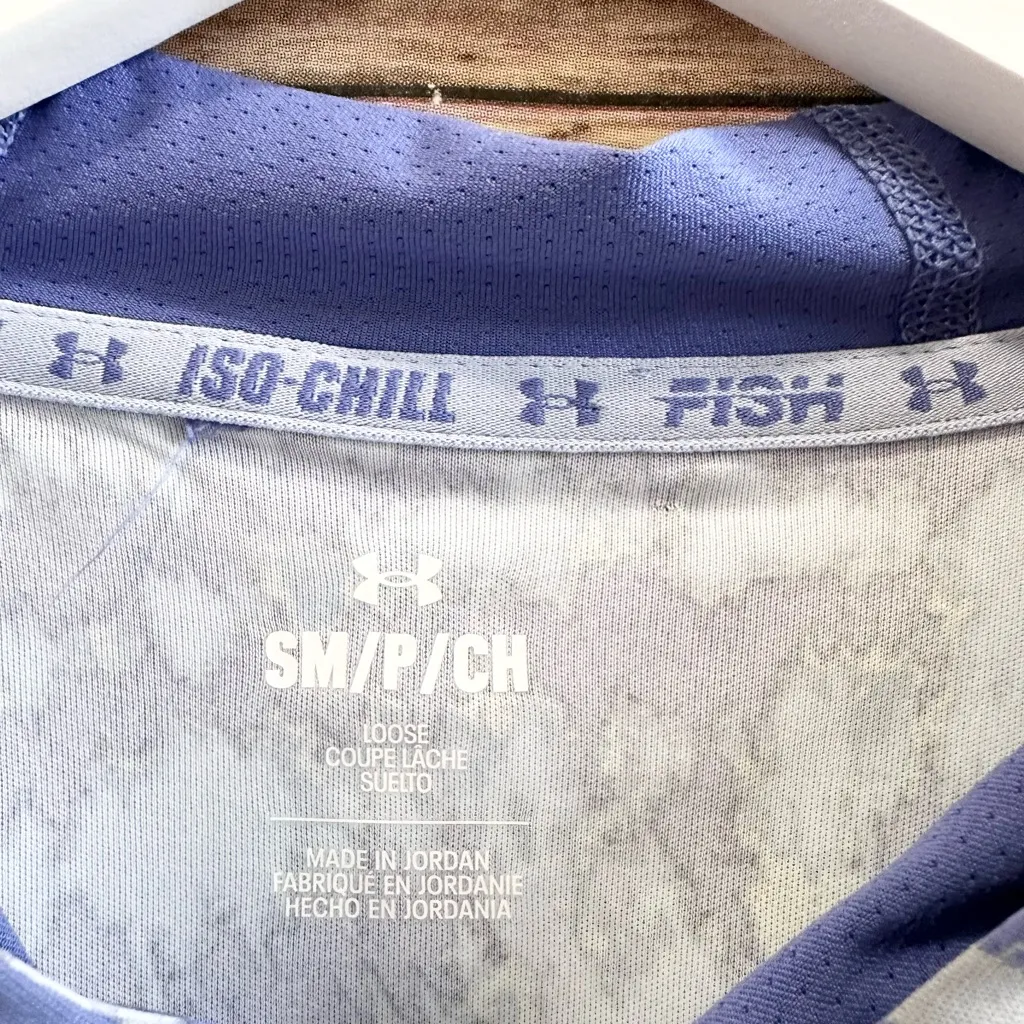 ISO-CHILL FISH
SM/P/CH
LOOSE
COUPE LÂCHE
SUELTO
MADE IN JORDAN
FABRIQUÉ EN JORDANIE
HECHO EN JORDANIA